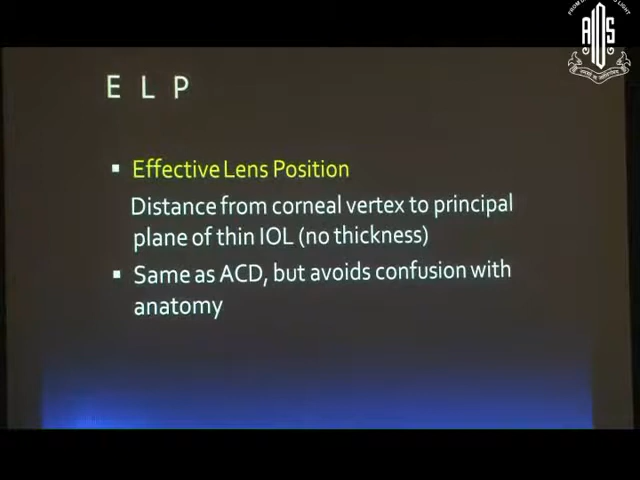 E L P
▪ Effective Lens Position
Distance from corneal vertex to principal
plane of thin IOL (no thickness)
▪ Same as ACD, but avoids confusion with
anatomy